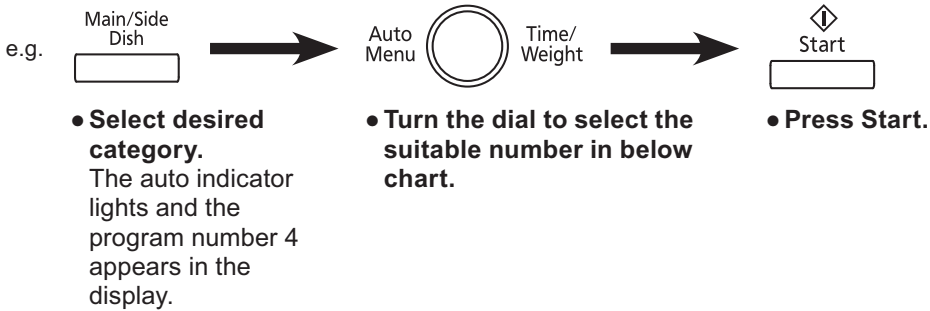 e.g.
Main/Side
Dish
Auto
Menu
Time/
Weight
Start
● Select desired
category.
The auto indicator
lights and the
program number 4
appears in the
display.
● Turn the dial to select the
suitable number in below
chart.
● Press Start.